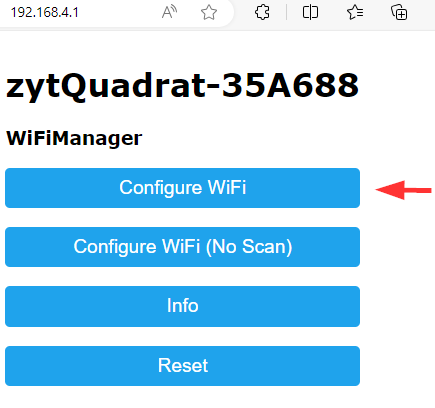 192.168.4.1
zytQuadrat-35A688
WiFiManager
Configure WiFi
Configure WiFi (No Scan)
Info
Reset